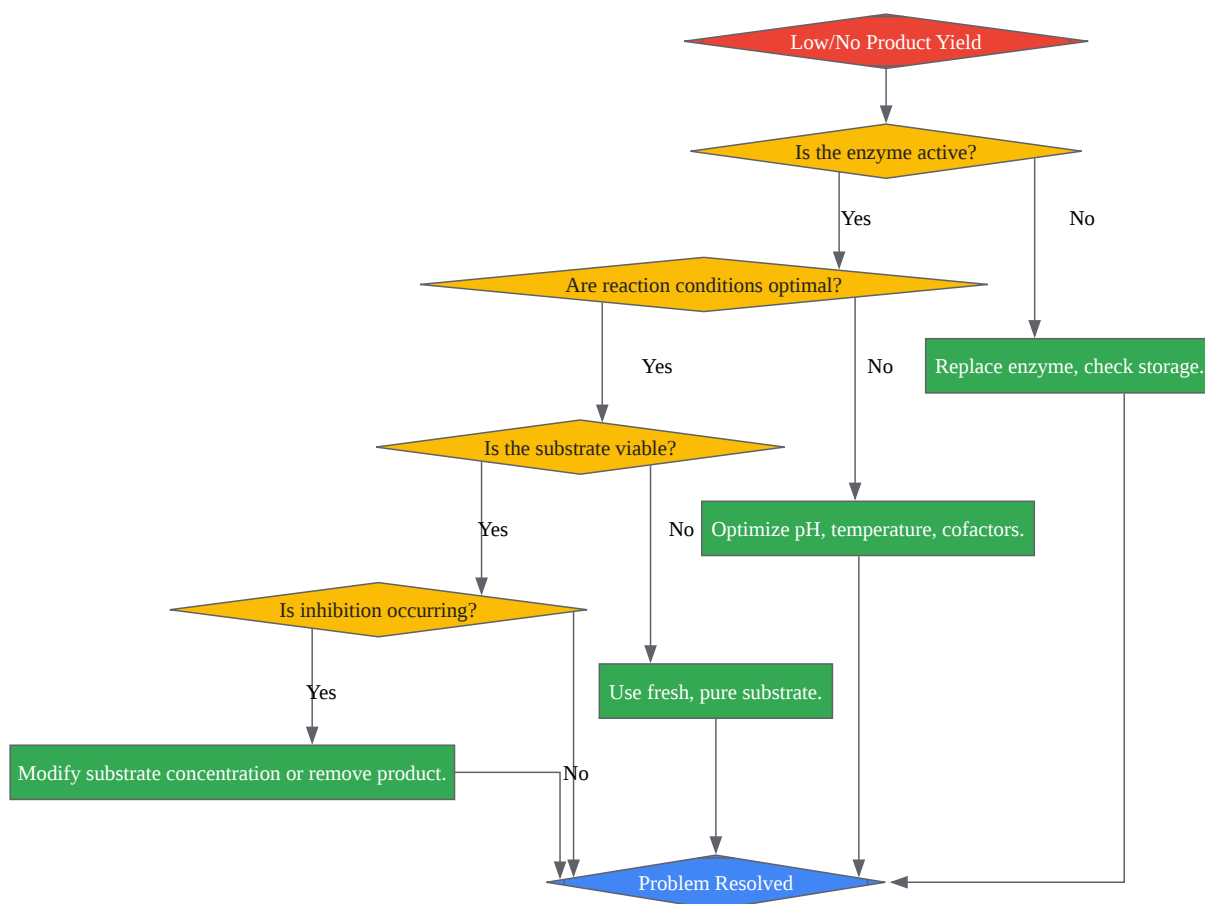 Low/No Product Yield
Is the enzyme active?
Yes
No
Are reaction conditions optimal?
Yes
No
Replace enzyme, check storage.
Is the substrate viable?
Yes
No
Optimize pH, temperature, cofactors.
Is inhibition occurring?
Yes
Use fresh, pure substrate.
Modify substrate concentration or remove product.
No
Problem Resolved